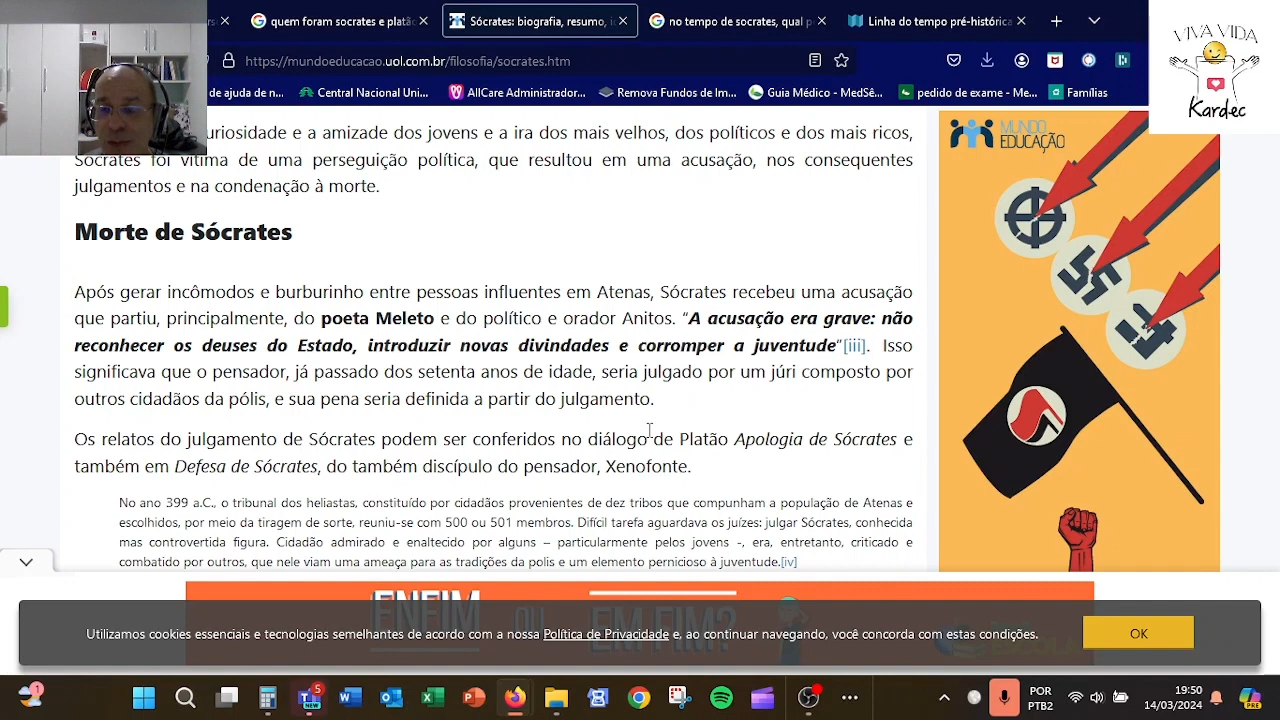 quem foram socrates e platão
Sócrates: biografia, resumo, i
no tempo de socrates, qual p
Linha do tempo pré-histórica
https://mundoeducacao.uol.com.br/filosofia/socrates.htm
de ajuda de n...
Central Nacional Uni...
AllCare Administrador...
Remova Fundos de Im...
Guia Médico - MedSê...
pedido de exame - Me...
Famílias
VIVA VIDA
Kardec
uriosidade e a amizade dos jovens e a ira dos mais velhos, dos políticos e dos mais ricos,
Sócrates foi vítima de uma perseguição política, que resultou em uma acusação, nos consequentes
julgamentos e na condenação à morte.
Morte de Sócrates
Após gerar incômodos e burburinho entre pessoas influentes em Atenas, Sócrates recebeu uma acusação
que partiu, principalmente, do poeta Meleto e do político e orador Anitos. “A acusação era grave: não
reconhecer os deuses do Estado, introduzir novas divindades e corromper a juventude”[iii]. Isso
significava que o pensador, já passado dos setenta anos de idade, seria julgado por um júri composto por
outros cidadãos da pólis, e sua pena seria definida a partir do julgamento.
Os relatos do julgamento de Sócrates podem ser conferidos no diálogo de Platão Apologia de Sócrates e
também em Defesa de Sócrates, do também discípulo do pensador, Xenofonte.
No ano 399 a.C., o tribunal dos heliastas, constituído por cidadãos provenientes de dez tribos que compunham a população de Atenas e
escolhidos, por meio da tiragem de sorte, reuniu-se com 500 ou 501 membros. Difícil tarefa aguardava os juízes: julgar Sócrates, conhecida
mas controvertida figura. Cidadão admirado e enaltecido por alguns – particularmente pelos jovens -, era, entretanto, criticado e
combatido por outros, que nele viam uma ameaça para as tradições da polis e um elemento pernicioso à juventude.[iv]
MUNDO
EDUCAÇÃO
ENFIM OU EM FIM?
Utilizamos cookies essenciais e tecnologias semelhantes de acordo com a nossa Política de Privacidade e, ao continuar navegando, você concorda com estas condições.
OK
1
5
NEW
POR
PTB2
19:50
14/03/2024
PRE